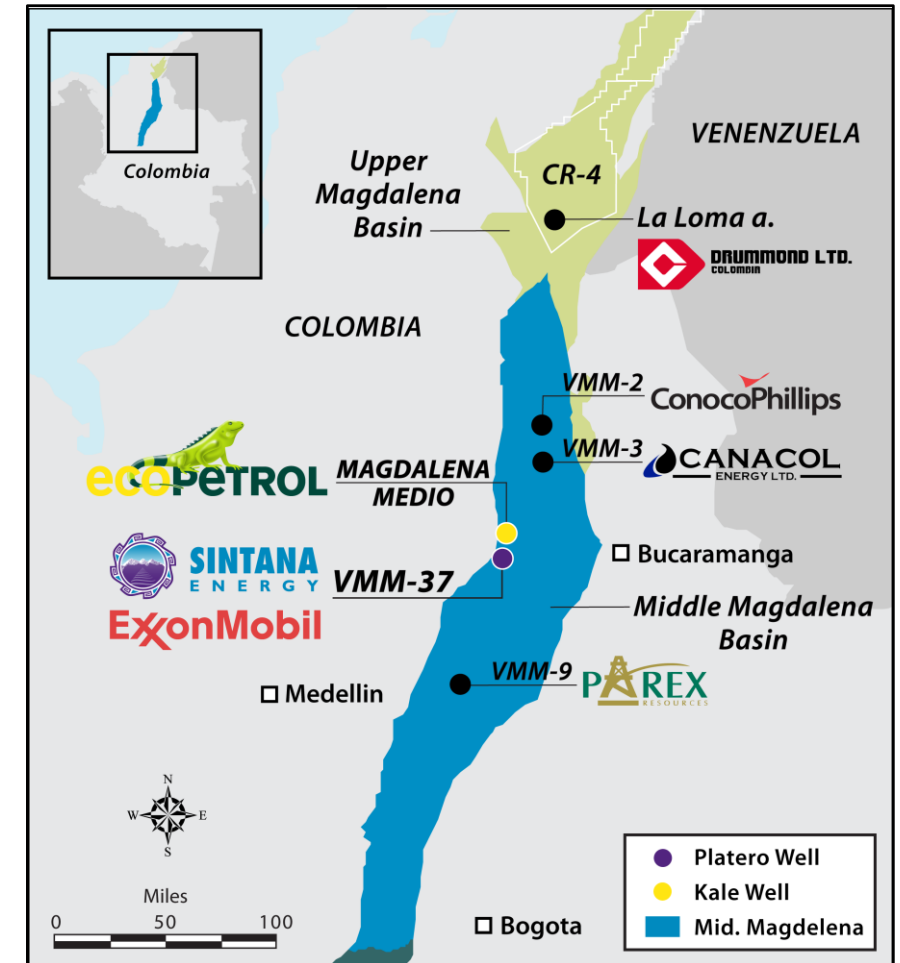 Colombia
VENENZUELA
Upper
Magdalena
Basin
CR-4
La Loma a.
DRUMMOND LTD.
COLOMBIA
COLOMBIA
VMM-2
ConocoPhillips
VMM-3
CANACOL
ENERGY LTD.
ecoPETROL
MAGDALENA
MEDIO
SINTANA
ENERGY
VMM-37
ExxonMobil
Bucaramanga
Middle Magdalena
Basin
VMM-9
PAREX
RESOURCES
Medellin
N
W E
S
Miles
0 50 100
Bogota
Platero Well
Kale Well
Mid. Magdelena